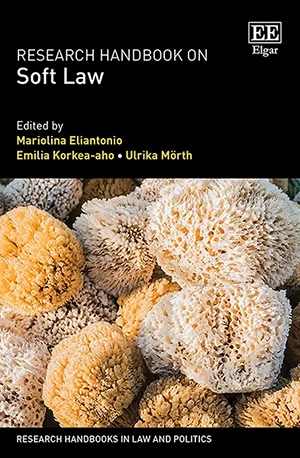 EE
Elgar
RESEARCH HANDBOOK ON
Soft Law
Edited by
Mariolina Eliantonio
Emilia Korkea-aho • Ulrika Mörth
RESEARCH HANDBOOKS IN LAW AND POLITICS